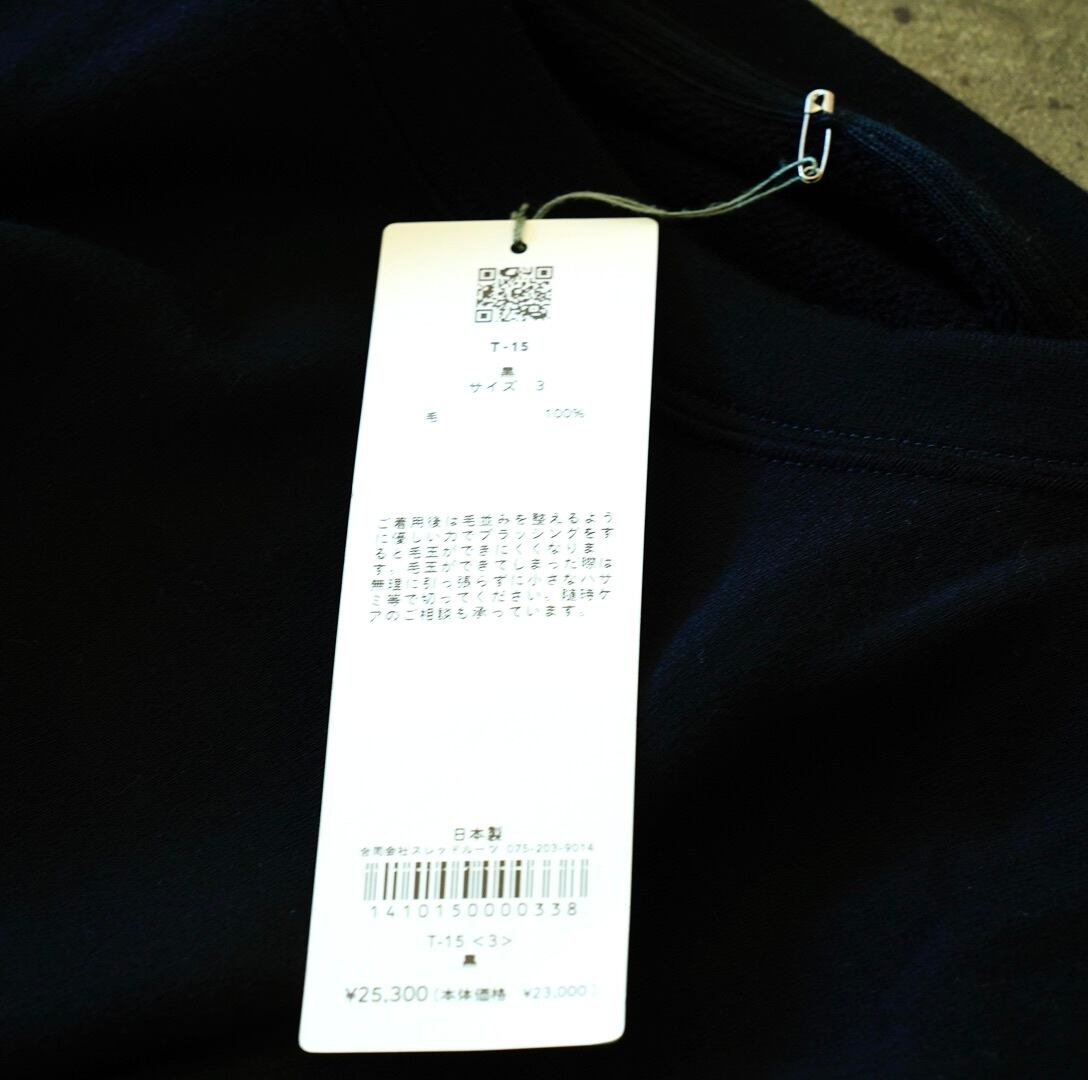 T-15
黒
サイズ 3
毛 100%
ご着用後は毛並みを整えるよう
に優しい力でブラッシングをす
ると毛玉ができにくくなりま
す。毛玉ができてしまった際は
無理に引っ張らずに小さなハサ
ミ等で切ってください。随時ケ
アのご相談も承っています。
日本製
合同会社スレッドルーツ 075-203-9014
1410150000338
T-15 <3>
黒
¥25,300(本体価格 ¥23,000)